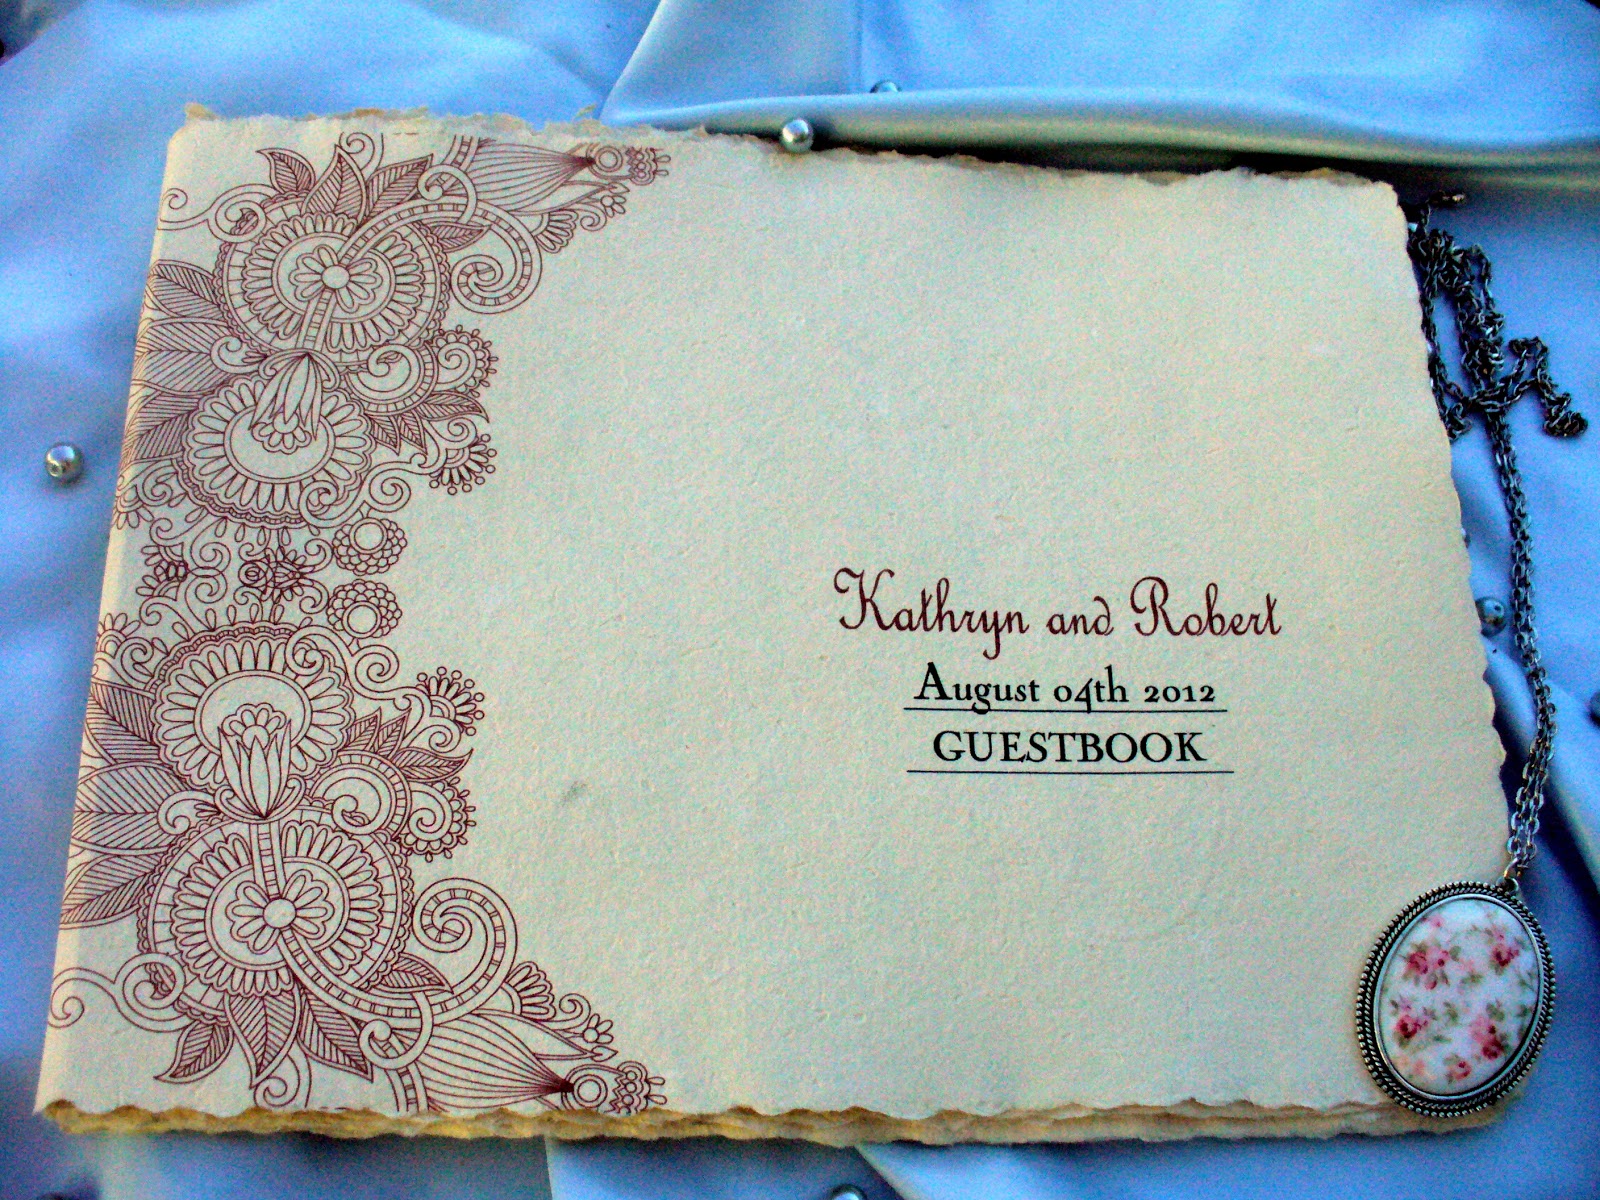 Kathryn and Robert
August 04th 2012
GUESTBOOK